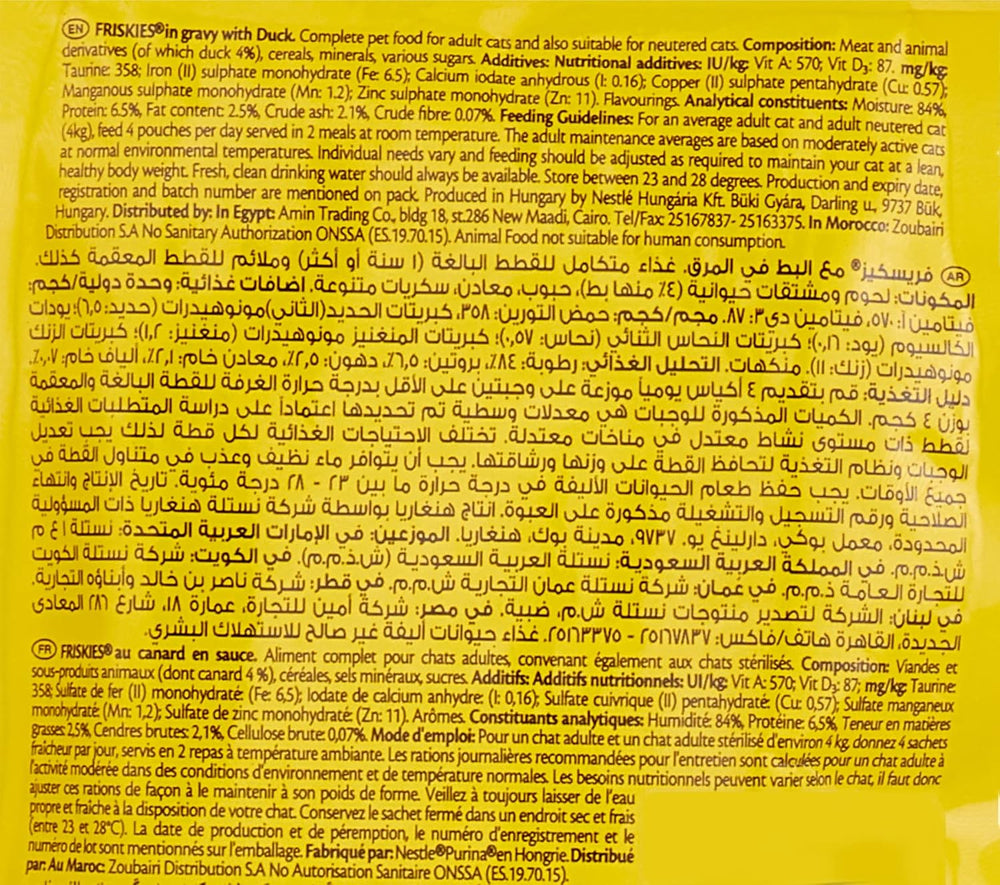 EN FRISKIES® in gravy with Duck. Complete pet food for adult cats and also suitable for neutered cats. Composition: Meat and animal
derivatives (of which duck 4%), cereals, minerals, various sugars. Additives: Nutritional additives: IU/kg: Vit A: 570; Vit D3: 87. mg/kg:
Taurine: 358; Iron (II) sulphate monohydrate (Fe: 6.5); Calcium iodate anhydrous (I: 0.16); Copper (II) sulphate pentahydrate (Cu: 0.57);
Manganous sulphate monohydrate (Mn: 1.2); Zinc sulphate monohydrate (Zn: 11). Flavourings. Analytical constituents: Moisture: 84%,
Protein: 6.5%, Fat content: 2.5%, Crude ash: 2.1%, Crude fibre: 0.07%. Feeding Guidelines: For an average adult cat and adult neutered cat
(4kg), feed 4 pouches per day served in 2 meals at room temperature. The adult maintenance averages are based on moderately active cats
at normal environmental temperatures. Individual needs vary and feeding should be adjusted as required to maintain your cat at a lean,
healthy body weight. Fresh, clean drinking water should always be available. Store between 23 and 28 degrees. Production and expiry date,
registration and batch number are mentioned on pack. Produced in Hungary by Nestlé Hungária Kft. Büki Gyára, Darling u., 9737 Bük,
Hungary. Distributed by: In Egypt: Amin Trading Co., bldg 18, st.286 New Maadi, Cairo. Tel/Fax: 25167837- 25163375. In Morocco: Zoubairi
Distribution S.A No Sanitary Authorization ONSSA (ES.19.70.15). Animal Food not suitable for human consumption.
AR فريسكيز® مع البط في المرق. غذاء متكامل للقطط البالغة (١ سنة أو أكثر) وملائم للقطط المعقمة كذلك.
المكونات: لحوم ومشتقات حيوانية (٤٪ منها بط)، حبوب، معادن، سكريات متنوعة. اضافات غذائية: وحدة دولية/كجم:
فيتامين أ: ٥٧٠، فيتامين دي٣: ٨٧. مجم/كجم: حمض التورين: ٣٥٨، كبريتات الحديد(الثاني)مونوهيدرات (حديد: ٦,٥)؛ يودات
الكالسيوم (يود: ٠,١٦)؛ كبريتات النحاس الثنائي (نحاس: ٠,٥٧)؛ كبريتات المنغنيز مونوهيدرات (منغنيز: ١,٢)؛ كبريتات الزنك
مونوهيدرات (زنك: ١١). منكهات. التحليل الغذائي: رطوبة: ٨٤٪، بروتين: ٦,٥٪، دهون: ٢,٥٪، معادن خام: ٢,١٪، ألياف خام: ٠,٠٧٪.
دليل التغذية: قم بتقديم ٤ أكياس يومياً موزعة على وجبتين على الأقل بدرجة حرارة الغرفة للقطة البالغة والمعقمة
بوزن ٤ كجم. الكميات المذكورة للوجبات هي معدلات وسطية تم تحديدها اعتماداً على دراسة المتطلبات الغذائية
لقطط ذات مستوى نشاط معتدل في مناخات معتدلة. تختلف الاحتياجات الغذائية لكل قطة لذلك يجب تعديل
الوجبات ونظام التغذية لتحافظ القطة على وزنها ورشاقتها. يجب أن يتوافر ماء نظيف وعذب في متناول القطة في
جميع الأوقات. يجب حفظ طعام الحيوانات الأليفة في درجة حرارة ما بين ٢٣ - ٢٨ درجة مئوية. تاريخ الإنتاج وانتهاء
الصلاحية ورقم التسجيل والتشغيلة مذكورة على العبوة. انتاج هنغاريا بواسطة شركة نستلة هنغاريا ذات المسؤولية
المحدودة، معمل بوكي، دارلينغ يو. ٩٧٣٧، مدينة بوك، هنغاريا. الموزعين: في الإمارات العربية المتحدة: نستلة ا ع م
ش.ذ.م.م. في المملكة العربية السعودية: نستلة العربية السعودية (ش.ذ.م.م). في الكويت: شركة نستلة الكويت
للتجارة العامة ذ.م.م. في عمان: شركة نستلة عمان التجارية ش.م.م. في قطر: شركة ناصر بن خالد وأبناؤه التجارية.
في لبنان: الشركة لتصدير منتوجات نستلة ش.م، ضبية. في مصر: شركة أمين للتجارة، عمارة ١٨، شارع ٢٨٦ المعادى
الجديدة، القاهرة هاتف/فاكس: ٢٥١٦٧٨٣٧ - ٢٥١٦٣٣٧٥. غذاء حيوانات أليفة غير صالح للاستهلاك البشري.
FR FRISKIES® au canard en sauce. Aliment complet pour chats adultes, convenant également aux chats stérilisés. Composition: Viandes et
sous-produits animaux (dont canard 4 %), céréales, sels minéraux, sucres. Additifs: Additifs nutritionnels: UI/kg: Vit A: 570; Vit D3: 87; mg/kg: Taurine:
358; Sulfate de fer (II) monohydraté: (Fe: 6,5); Iodate de calcium anhydre: (I: 0,16); Sulfate cuivrique (II) pentahydraté: (Cu: 0,57); Sulfate manganeux
monohydraté: (Mn: 1,2); Sulfate de zinc monohydraté: (Zn: 11). Arômes. Constituants analytiques: Humidité: 84%, Protéine: 6,5%, Teneur en matières
grasses: 2,5%, Cendres brutes: 2,1%, Cellulose brute: 0,07%. Mode d'emploi: Pour un chat adulte et un chat adulte stérilisé d'environ 4 kg, donnez 4 sachets
fraîcheur par jour, servis en 2 repas à température ambiante. Les rations journalières recommandées pour l'entretien sont calculées pour un chat adulte à
l'activité modérée dans des conditions d'environnement et de température normales. Les besoins nutritionnels peuvent varier selon le chat, il faut donc
ajuster ces rations de façon à le maintenir à son poids de forme. Veillez à toujours laisser de l'eau
propre et fraîche à la disposition de votre chat. Conservez le sachet fermé dans un endroit sec et frais
(entre 23 et 28°C). La date de production et de péremption, le numéro d'enregistrement et le
numéro de lot sont mentionnés sur l'emballage. Fabriqué par: Nestlé®Purina®en Hongrie. Distribué
par: Au Maroc: Zoubairi Distribution S.A No Autorisation Sanitaire ONSSA (ES.19.70.15).